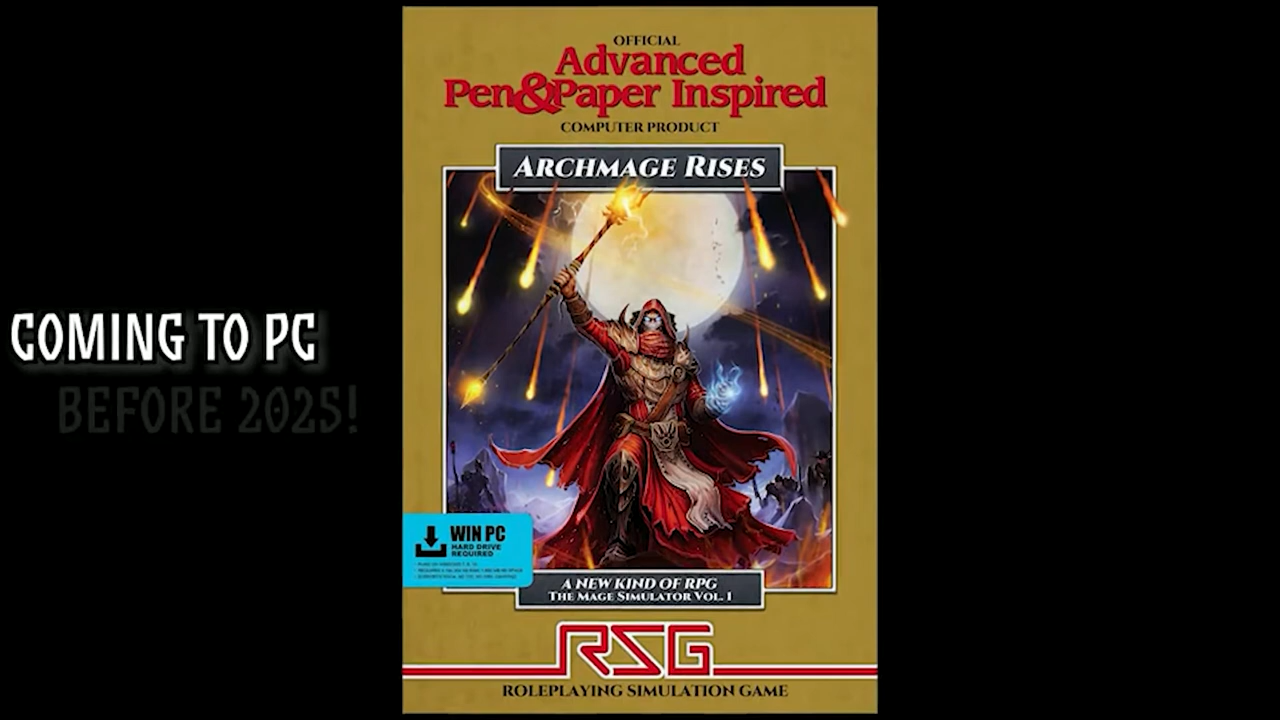 OFFICIAL
Advanced
Pen&Paper Inspired
COMPUTER PRODUCT
ARCHMAGE RISES
COMING TO PC
BEFORE 2025!
WIN PC
HARD DRIVE
REQUIRED
A NEW KIND OF RPG
THE MAGE SIMULATOR VOL. 1
RSG
ROLEPLAYING SIMULATION GAME